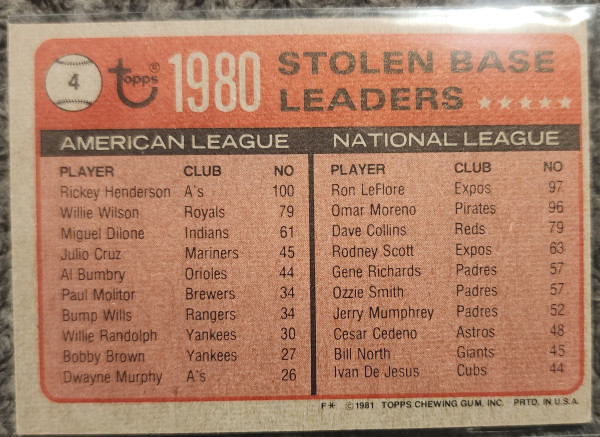 4 topps® 1980 STOLEN BASE
LEADERS ★★★★★
AMERICAN LEAGUE
PLAYER CLUB NO
Rickey Henderson A's 100
Willie Wilson Royals 79
Miguel Dilone Indians 61
Julio Cruz Mariners 45
Al Bumbry Orioles 44
Paul Molitor Brewers 34
Bump Wills Rangers 34
Willie Randolph Yankees 30
Bobby Brown Yankees 27
Dwayne Murphy A's 26
NATIONAL LEAGUE
PLAYER CLUB NO
Ron LeFlore Expos 97
Omar Moreno Pirates 96
Dave Collins Reds 79
Rodney Scott Expos 63
Gene Richards Padres 57
Ozzie Smith Padres 57
Jerry Mumphrey Padres 52
Cesar Cedeno Astros 48
Bill North Giants 45
Ivan De Jesus Cubs 44
F* ©1981 TOPPS CHEWING GUM, INC. PRTD. IN U.S.A.